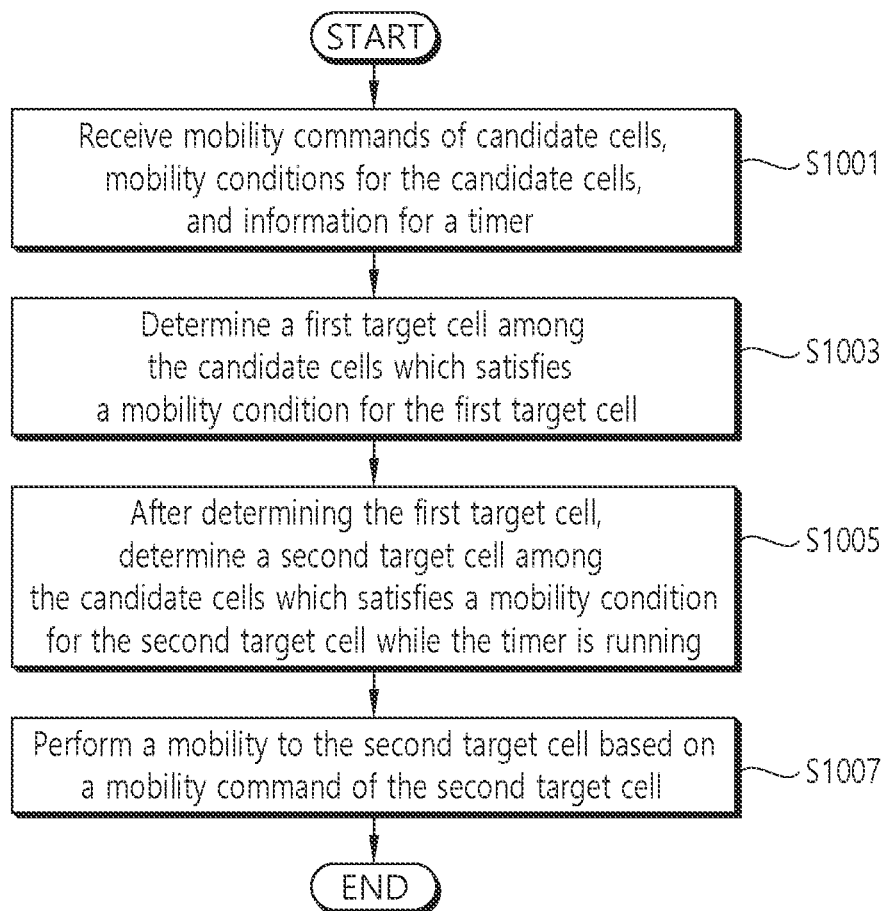 START
Receive mobility commands of candidate cells,
mobility conditions for the candidate cells,
and information for a timer
S1001
Determine a first target cell among
the candidate cells which satisfies
a mobility condition for the first target cell
S1003
After determining the first target cell,
determine a second target cell among
the candidate cells which satisfies a mobility condition
for the second target cell while the timer is running
S1005
Perform a mobility to the second target cell based on
a mobility command of the second target cell
S1007
END